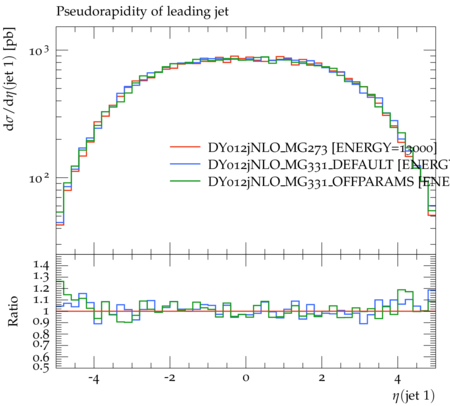 Pseudorapidity of leading jet
dσ/dη(jet 1) [pb]
10³
10²
DY012jNLO_MG273 [ENERGY=13000]
DY012jNLO_MG331_DEFAULT [ENERGY
DY012jNLO_MG331_OFFPARAMS [ENE
Ratio
1.4
1.3
1.2
1.1
1
0.9
0.8
0.7
0.6
0.5
-4 -2 0 2 4
η(jet 1)